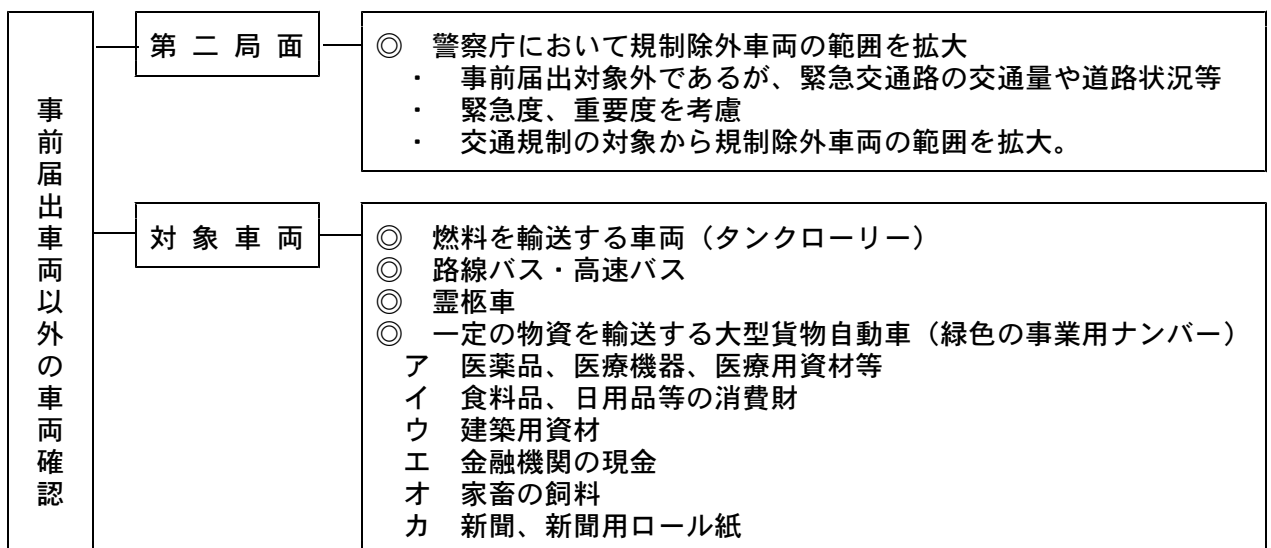 事前届出車両以外の車両確認
第二局面
◎　警察庁において規制除外車両の範囲を拡大
・　事前届出対象外であるが、緊急交通路の交通量や道路状況等
・　緊急度、重要度を考慮
・　交通規制の対象から規制除外車両の範囲を拡大。
対象車両
◎　燃料を輸送する車両（タンクローリー）
◎　路線バス・高速バス
◎　霊柩車
◎　一定の物資を輸送する大型貨物自動車（緑色の事業用ナンバー）
ア　医薬品、医療機器、医療用資材等
イ　食料品、日用品等の消費財
ウ　建築用資材
エ　金融機関の現金
オ　家畜の飼料
カ　新聞、新聞用ロール紙